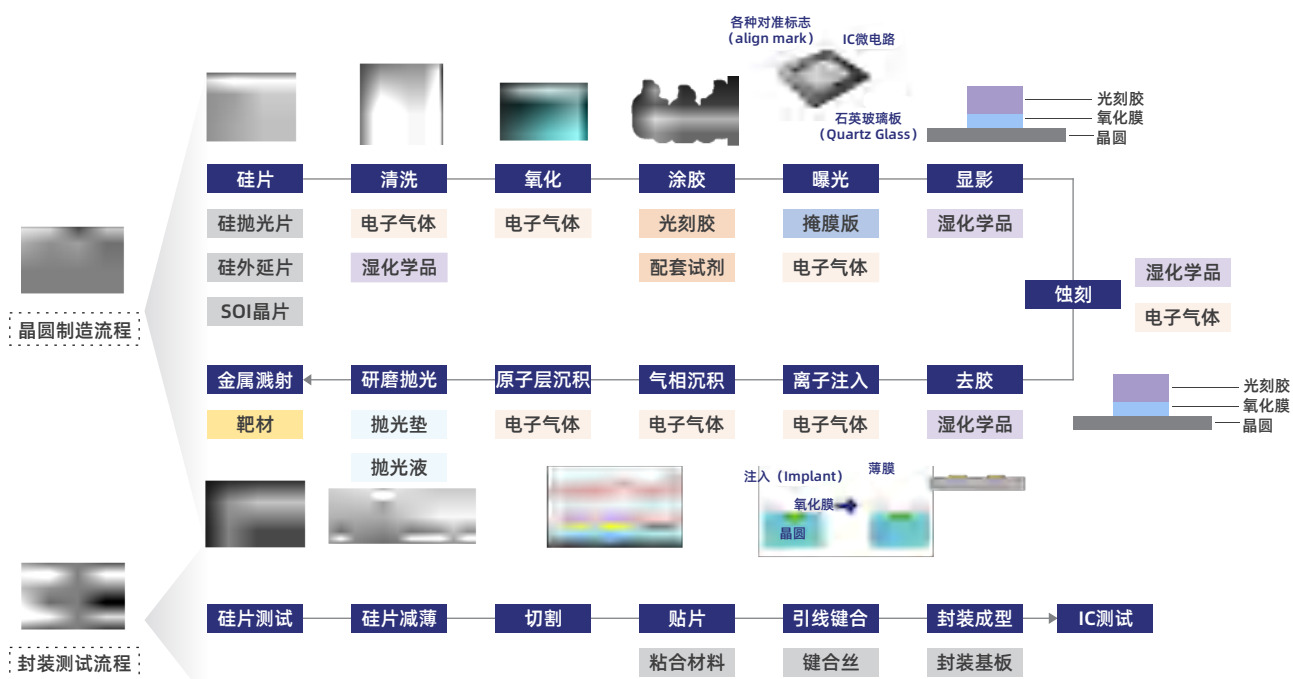 各种对准标志
（align mark）
IC微电路
石英玻璃板
（Quartz Glass）
光刻胶
氧化膜
晶圆
硅片
清洗
氧化
涂胶
曝光
显影
硅抛光片
电子气体
电子气体
光刻胶
掩膜版
湿化学品
硅外延片
湿化学品
配套试剂
电子气体
SOI晶片
蚀刻
湿化学品
电子气体
晶圆制造流程
金属溅射
研磨抛光
原子层沉积
气相沉积
离子注入
去胶
光刻胶
氧化膜
晶圆
靶材
抛光垫
电子气体
电子气体
电子气体
湿化学品
抛光液
注入（Implant）
薄膜
氧化膜
晶圆
硅片测试
硅片减薄
切割
贴片
引线键合
封装成型
IC测试
封装测试流程
粘合材料
键合丝
封装基板